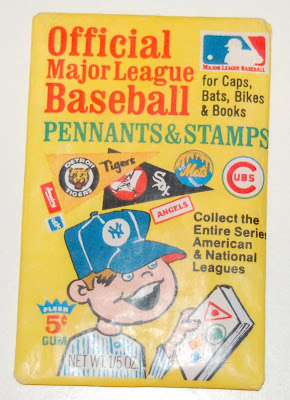 Official
Major League
Baseball
MAJOR LEAGUE BASEBALL
for Caps,
Bats, Bikes
& Books
PENNANTS & STAMPS
DETROIT
TIGERS
Tigers
SOX
Mets
CUBS
ANGELS
NY
Collect the
Entire Series
American
& National
Leagues
FLEER
5¢
GUM
NET WT. 1/5 OZ.